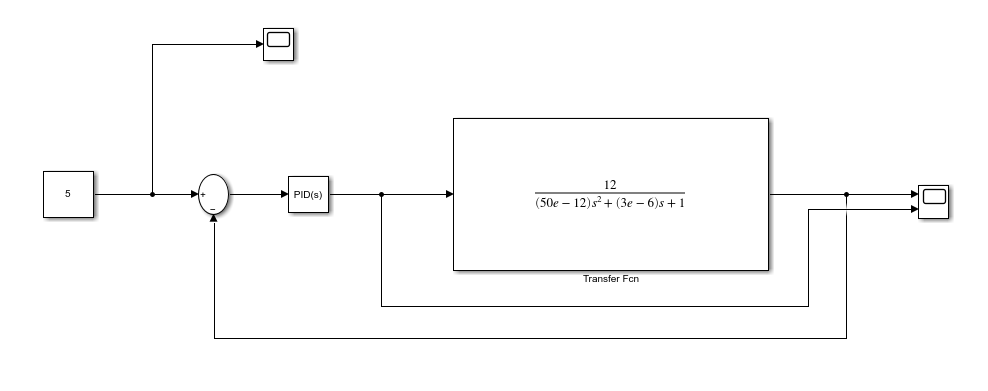 5
+
−
PID(s)
12
(50e − 12)s² + (3e − 6)s + 1
Transfer Fcn